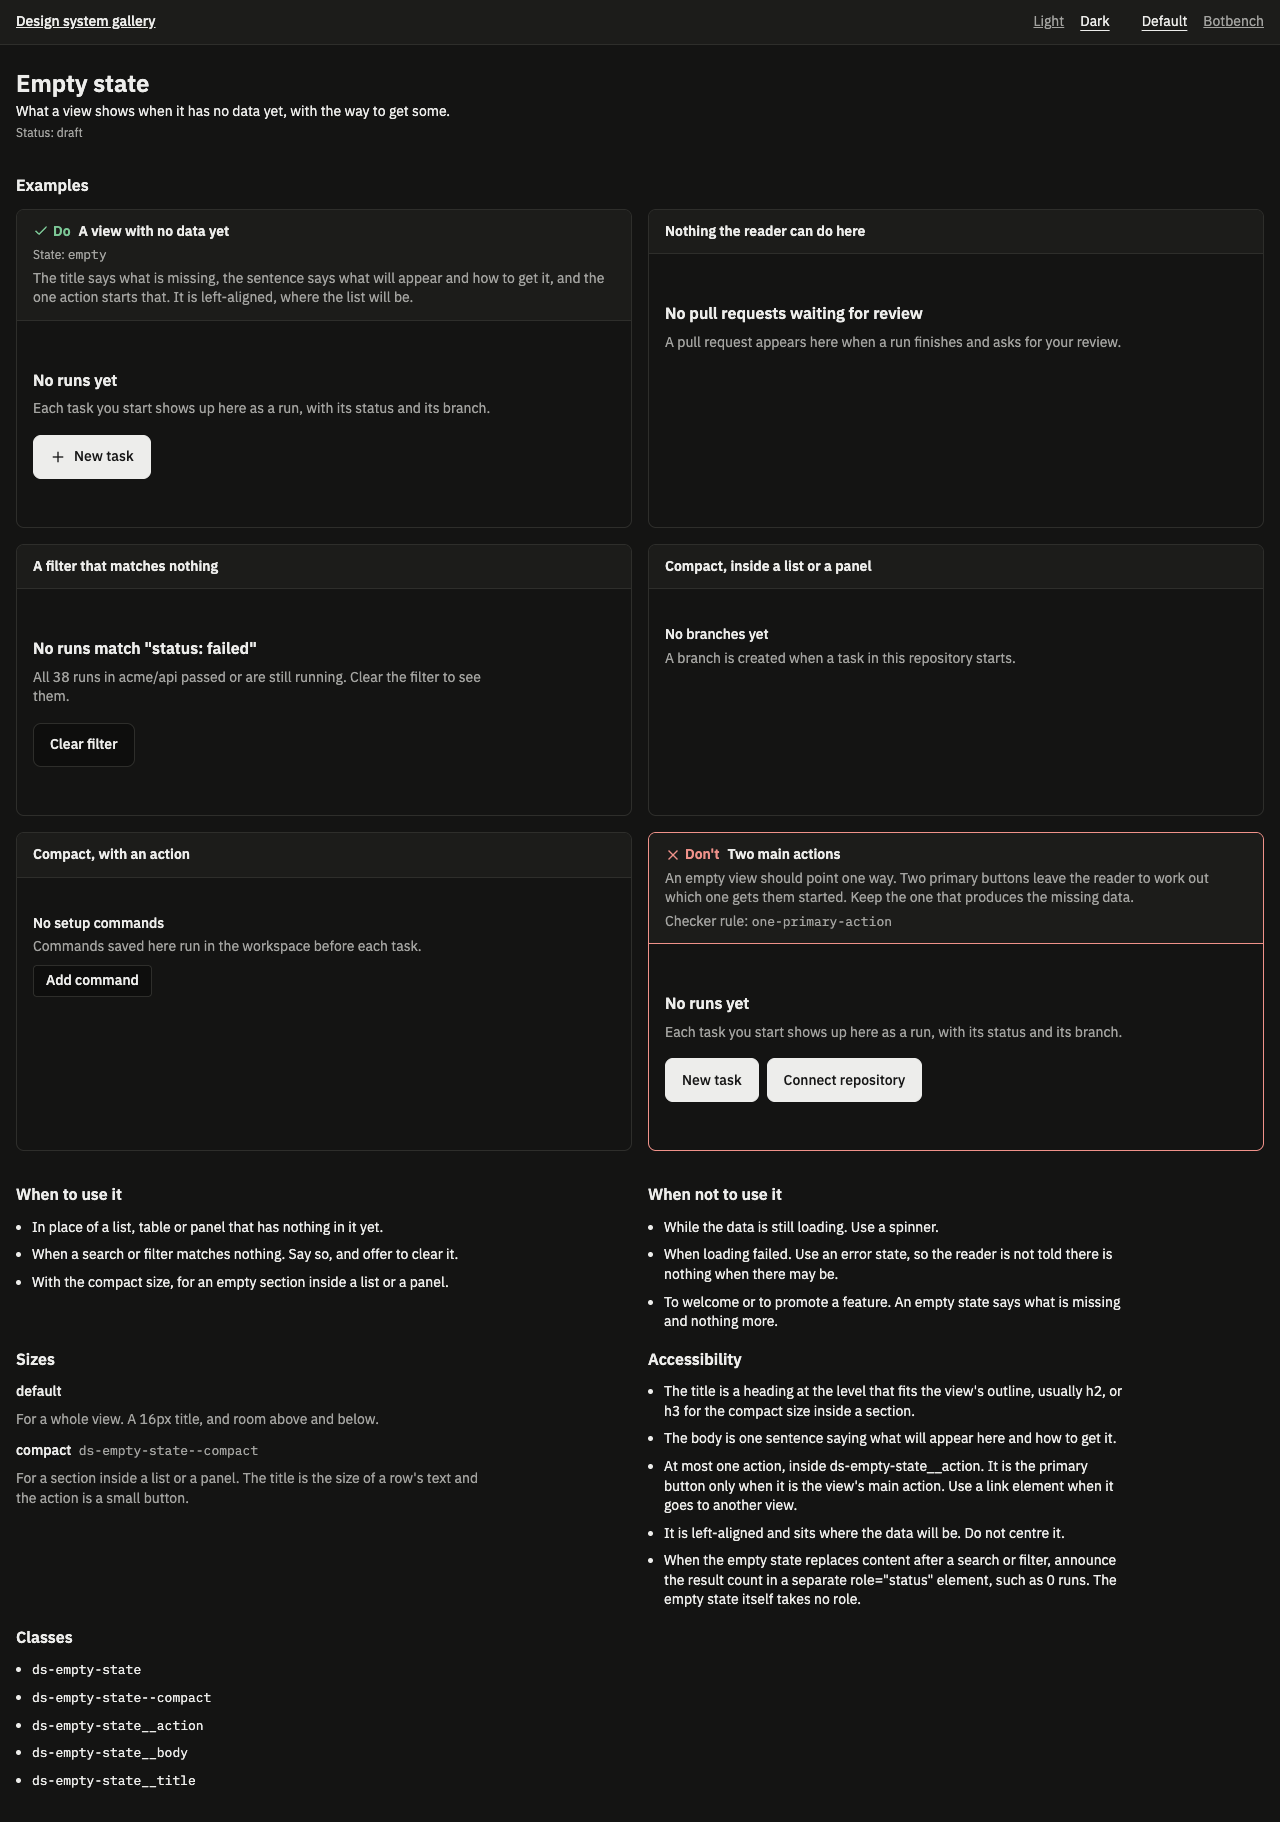 Design system gallery
Light Dark Default Botbench
Empty state
What a view shows when it has no data yet, with the way to get some.
Status: draft
Examples
Do A view with no data yet
State: empty
The title says what is missing, the sentence says what will appear and how to get it, and the
one action starts that. It is left-aligned, where the list will be.
No runs yet
Each task you start shows up here as a run, with its status and its branch.
New task
Nothing the reader can do here
No pull requests waiting for review
A pull request appears here when a run finishes and asks for your review.
A filter that matches nothing
No runs match "status: failed"
All 38 runs in acme/api passed or are still running. Clear the filter to see
them.
Clear filter
Compact, inside a list or a panel
No branches yet
A branch is created when a task in this repository starts.
Compact, with an action
No setup commands
Commands saved here run in the workspace before each task.
Add command
Don't Two main actions
An empty view should point one way. Two primary buttons leave the reader to work out
which one gets them started. Keep the one that produces the missing data.
Checker rule: one-primary-action
No runs yet
Each task you start shows up here as a run, with its status and its branch.
New task Connect repository
When to use it
In place of a list, table or panel that has nothing in it yet.
When a search or filter matches nothing. Say so, and offer to clear it.
With the compact size, for an empty section inside a list or a panel.
When not to use it
While the data is still loading. Use a spinner.
When loading failed. Use an error state, so the reader is not told there is
nothing when there may be.
To welcome or to promote a feature. An empty state says what is missing
and nothing more.
Sizes
default
For a whole view. A 16px title, and room above and below.
compact ds-empty-state--compact
For a section inside a list or a panel. The title is the size of a row's text and
the action is a small button.
Accessibility
The title is a heading at the level that fits the view's outline, usually h2, or
h3 for the compact size inside a section.
The body is one sentence saying what will appear here and how to get it.
At most one action, inside ds-empty-state__action. It is the primary
button only when it is the view's main action. Use a link element when it
goes to another view.
It is left-aligned and sits where the data will be. Do not centre it.
When the empty state replaces content after a search or filter, announce
the result count in a separate role="status" element, such as 0 runs. The
empty state itself takes no role.
Classes
ds-empty-state
ds-empty-state--compact
ds-empty-state__action
ds-empty-state__body
ds-empty-state__title